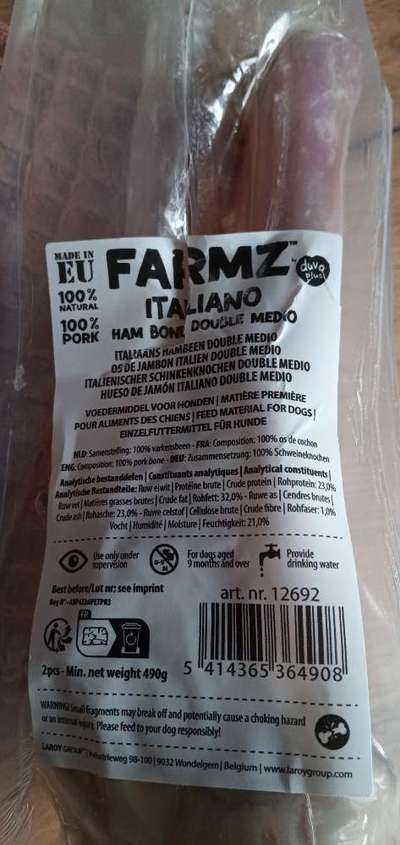 MADE IN
EU
100%
NATURAL
100%
PORK
FARMZ™
duvo
plus
ITALIANO
HAM BONE DOUBLE MEDIO
ITALIAANS HAMBEEN DOUBLE MEDIO
OS DE JAMBON ITALIEN DOUBLE MEDIO
ITALIENISCHER SCHINKENKNOCHEN DOUBLE MEDIO
HUESO DE JAMÓN ITALIANO DOUBLE MEDIO
VOEDERMIDDEL VOOR HONDEN | MATIÈRE PREMIÈRE
POUR ALIMENTS DES CHIENS | FEED MATERIAL FOR DOGS |
EINZELFUTTERMITTEL FÜR HUNDE
NLD: Samenstelling: 100% varkensbeen - FRA: Composition: 100% os de cochon
ENG: Composition: 100% pork bone - DEU: Zusammensetzung: 100% Schweineknochen
Analytische bestanddelen | Constituants analytiques | Analytical constituents |
Analytische Bestandteile: Ruw eiwit | Protéine brute | Crude protein | Rohprotein: 23,0%
Ruw vet | Matières grasses brutes | Crude fat | Rohfett: 32,0% - Ruwe as | Cendres brutes |
Crude ash | Rohasche: 23,0% - Ruwe celstof | Cellulose brute | Crude fibre | Rohfaser: 1,0%
Vocht | Humidité | Moisture | Feuchtigkeit: 21,0%
Use only under
supervision
For dogs aged
9 months and over
Provide
drinking water
Best before/Lot nr: see imprint
art. nr. 12692
FR
2pcs - Min. net weight 490g
5 414365 364908
WARNING! Small fragments may break off and potentially cause a choking hazard
or an internal injury. Please feed to your dog responsibly!
LAROY GROUP | 98-100 | 9032 Wondelgem | Belgium | www.laroygroup.com